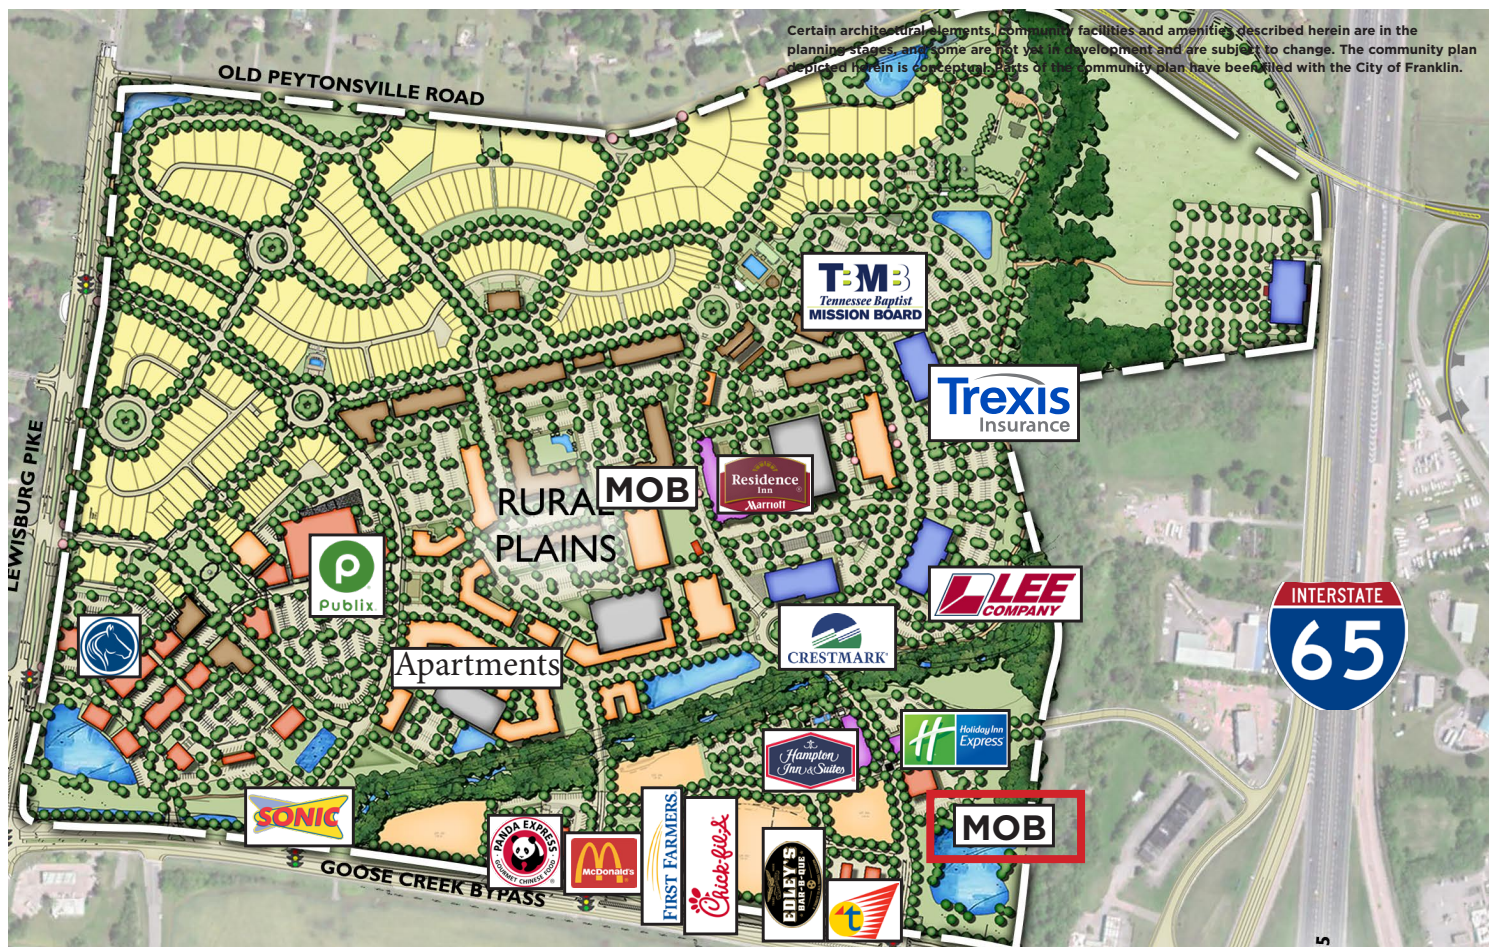 Certain architectural elements, community facilities and amenities described herein are in the
planning stages, and some are not yet in development and are subject to change. The community plan
depicted herein is conceptual. Parts of the community plan have been filed with the City of Franklin.
OLD PEYTONSVILLE ROAD
TBMB
Tennessee Baptist
MISSION BOARD
Trexis
Insurance
LEWISBURG PIKE
RURAL
PLAINS
MOB
Residence
Inn
Marriott
P
Publix
LEE
COMPANY
INTERSTATE
65
CRESTMARK
Apartments
Hampton
Inn & Suites
H
Holiday Inn
Express
SONIC
PANDA EXPRESS
GOURMET CHINESE FOOD
McDonald's
FIRST FARMERS
Chick-fil-A
EDLEY'S
BAR-B-QUE
t
MOB
GOOSE CREEK BYPASS
5